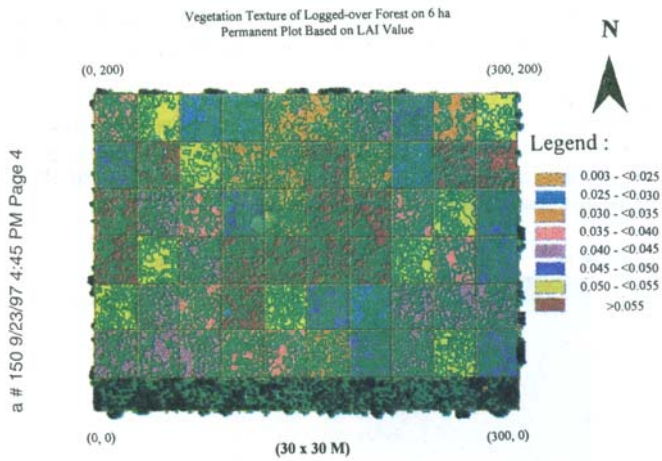 Vegetation Texture of Logged-over Forest on 6 ha
Permanent Plot Based on LAI Value
N
(0, 200)
(300, 200)
a # 150 9/23/97 4:45 PM Page 4
Legend :
0.003 - <0.025
0.025 - <0.030
0.030 - <0.035
0.035 - <0.040
0.040 - <0.045
0.045 - <0.050
0.050 - <0.055
>0.055
(0, 0)
(30 x 30 M)
(300, 0)